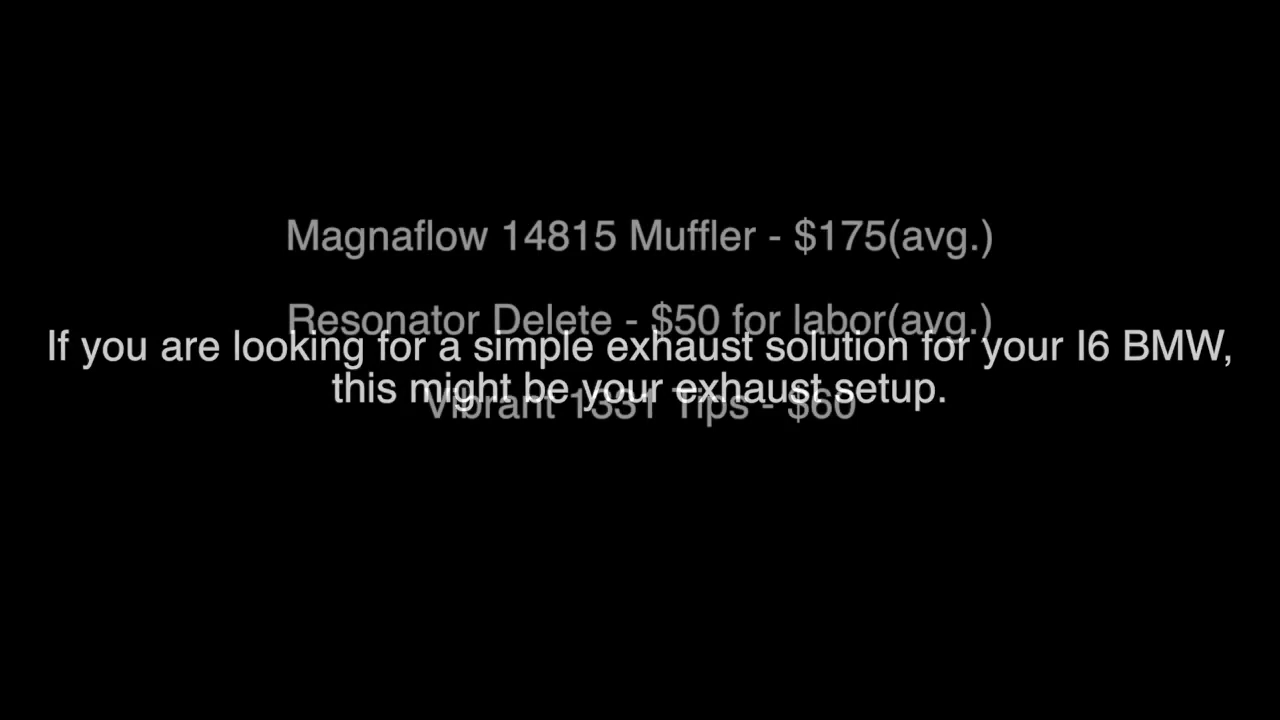 Magnaflow 14815 Muffler - $175(avg.)
Resonator Delete - $50 for labor(avg.)
If you are looking for a simple exhaust solution for your I6 BMW,
this might be your exhaust setup.
Vibrant 1331 Tips - $60